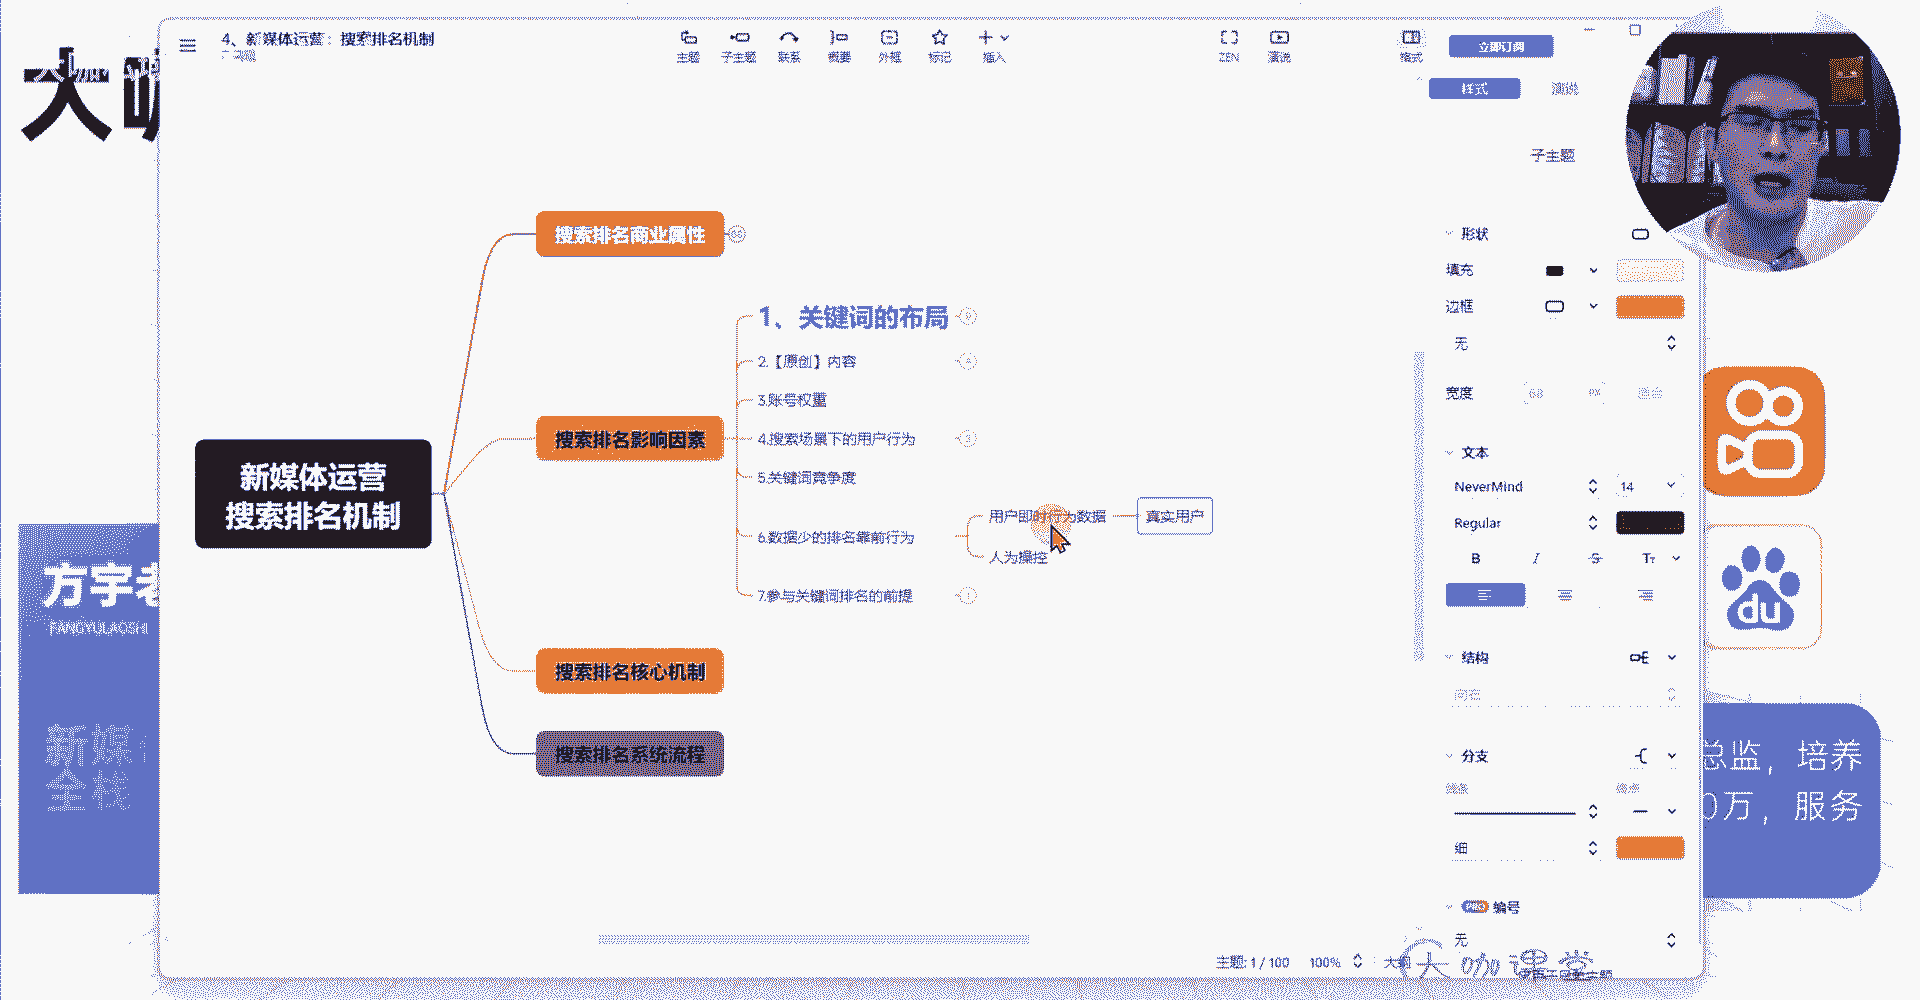 4、新媒体运营：搜索排名机制
主题
子主题
联系
概要
外框
标记
插入
ZEN
演说
格式
立即订阅
样式
演说
子主题
大咖
搜索排名商业属性
1、关键词的布局
2.【原创】内容
3.账号权重
4.搜索场景下的用户行为
5.关键词竞争度
6.数据少的排名靠前行为
用户即时行为数据
真实用户
人为操控
7.参与关键词排名的前提
搜索排名影响因素
新媒体运营
搜索排名机制
搜索排名核心机制
搜索排名系统流程
形状
填充
边框
无
宽度
68
PX
文本
NeverMind
14
Regular
B
I
S
Tт
结构
分支
细
PRO 编号
无
主题: 1 / 100
100%
大纲
大咖课堂
方宇老
FANGYULAOSHI
新媒体
全栈
du
总监，培养
0万，服务